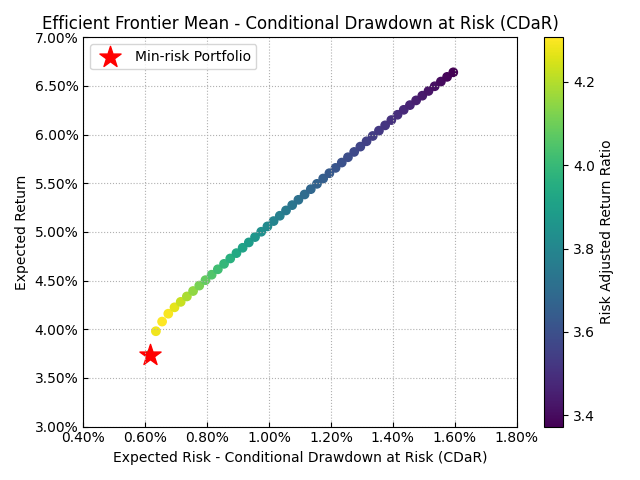 Efficient Frontier Mean - Conditional Drawdown at Risk (CDaR)
Min-risk Portfolio
7.00%
6.50%
6.00%
5.50%
5.00%
4.50%
4.00%
3.50%
3.00%
Expected Return
0.40% 0.60% 0.80% 1.00% 1.20% 1.40% 1.60% 1.80%
Expected Risk - Conditional Drawdown at Risk (CDaR)
4.2
4.0
3.8
3.6
3.4
Risk Adjusted Return Ratio